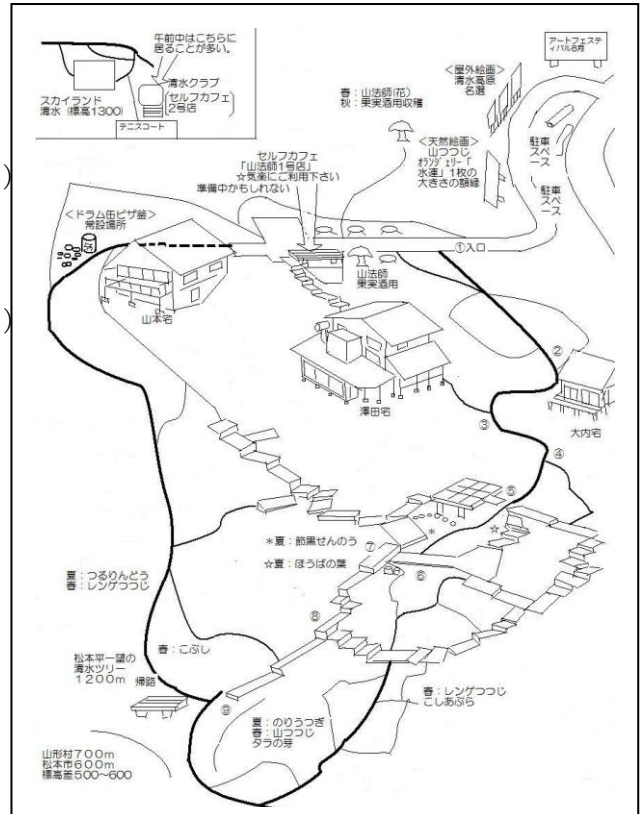 午前中はこちらに
居ることが多い。
清水クラブ
セルフカフェ
2号店
スカイランド
清水(標高1300)
テニスコート
アートフェスティ
バル8月
<屋外絵画>
清水高原
名選
春:山法師(花)
秋:果実酒用収穫
<天然絵画>
山つつじ
オランジェリー「
水連」1枚の
大きさの額縁
駐車
スペース
駐車
スペース
セルフカフェ
「山法師1号店」
☆気楽にご利用下さい
準備中かもしれない
<ドラム缶ピザ釜>
常設場所
①入口
山法師
果実酒用
山本宅
澤田宅
②
大内宅
③
④
⑤
*
☆
*夏:節黒せんのう
☆夏:ほうばの葉
⑦
⑥
⑧
夏:つるりんどう
春:レンゲつつじ
春:こぶし
松本平一望の
清水ツリー
1200m 帰路
⑨
夏:のりうつぎ
春:山つつじ
タラの芽
春:レンゲつつじ
こしあぶら
山形村700m
松本市600m
標高差500~600
)
)